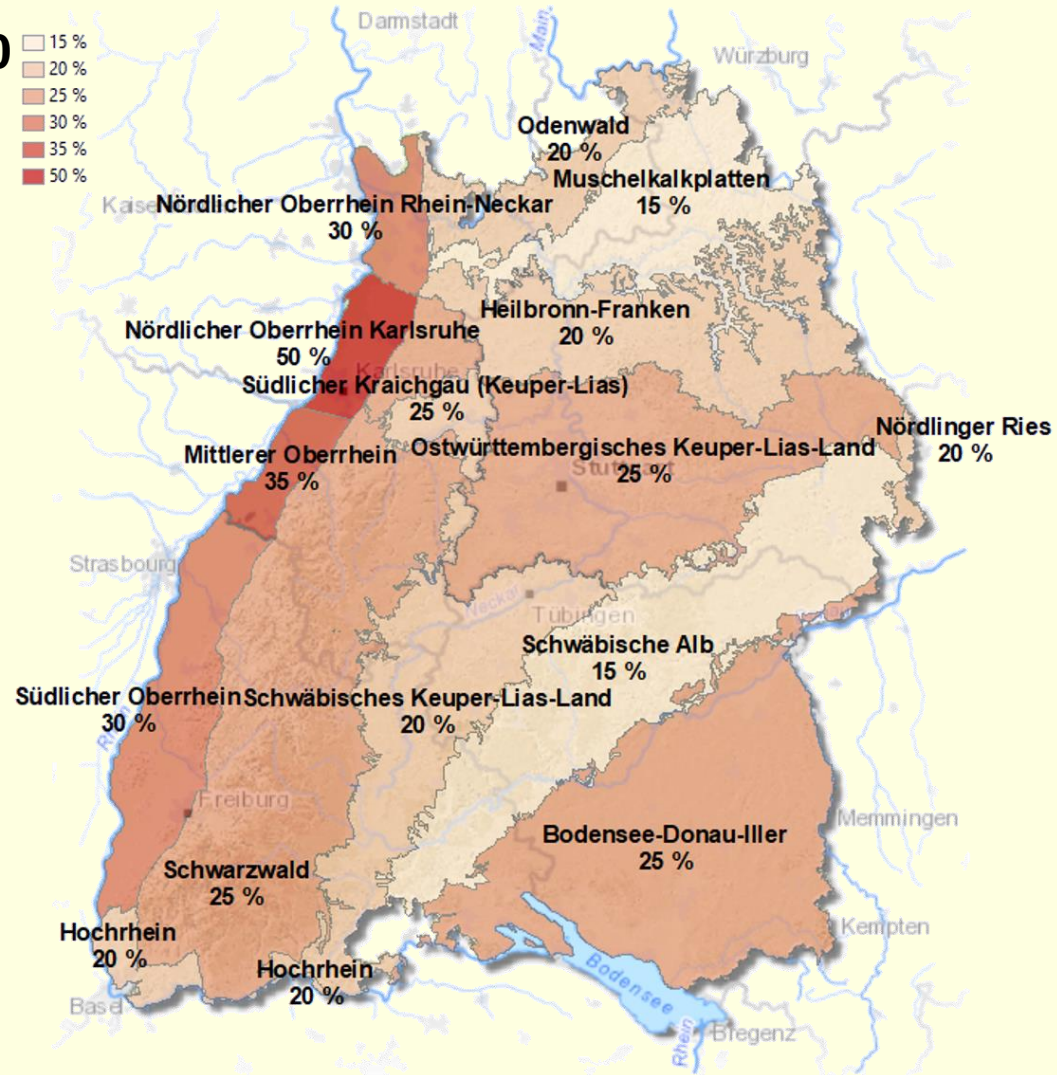 Darmstadt
Main
Würzburg
15 %
20 %
25 %
30 %
35 %
50 %
Odenwald
20 %
Muschelkalkplatten
15 %
Nördlicher Oberrhein Rhein-Neckar
30 %
Heilbronn-Franken
20 %
Nördlicher Oberrhein Karlsruhe
50 %
Karlsruhe
Südlicher Kraichgau (Keuper-Lias)
25 %
Nördlinger Ries
20 %
Ostwürttembergisches Keuper-Lias-Land
25 %
Stuttgart
Mittlerer Oberrhein
35 %
Strasbourg
Neckar
Tübingen
Donau
Schwäbische Alb
15 %
Südlicher Oberrhein
30 %
Schwäbisches Keuper-Lias-Land
20 %
Rhein
Freiburg
Memmingen
Bodensee-Donau-Iller
25 %
Schwarzwald
25 %
Hochrhein
20 %
Kempten
Hochrhein
20 %
Basel
Bodensee
Rhein
Bregenz